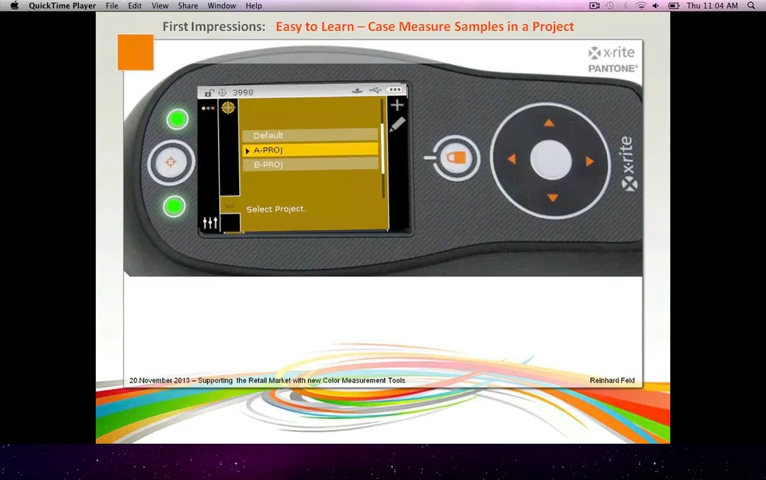 QuickTime Player File Edit View Share Window Help
Thu 11:04 AM
First Impressions: Easy to Learn – Case Measure Samples in a Project
x·rite
PANTONE®
3998
Default
A-PROJ
B-PROJ
Select Project.
x·rite
20.November 2013 – Supporting the Retail Market with new Color Measurement Tools
Reinhard Feld